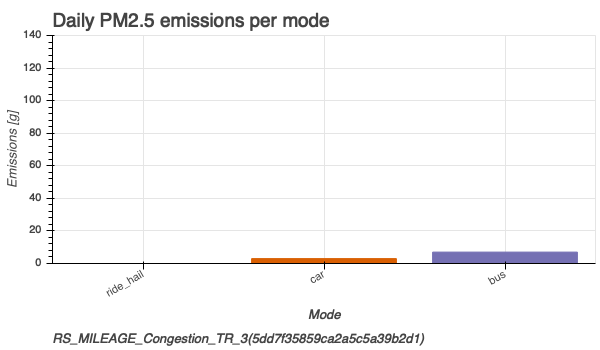 Daily PM2.5 emissions per mode
140
120
100
80
60
40
20
0
Emissions [g]
ride_hail
car
bus
Mode
RS_MILEAGE_Congestion_TR_3(5dd7f35859ca2a5c5a39b2d1)